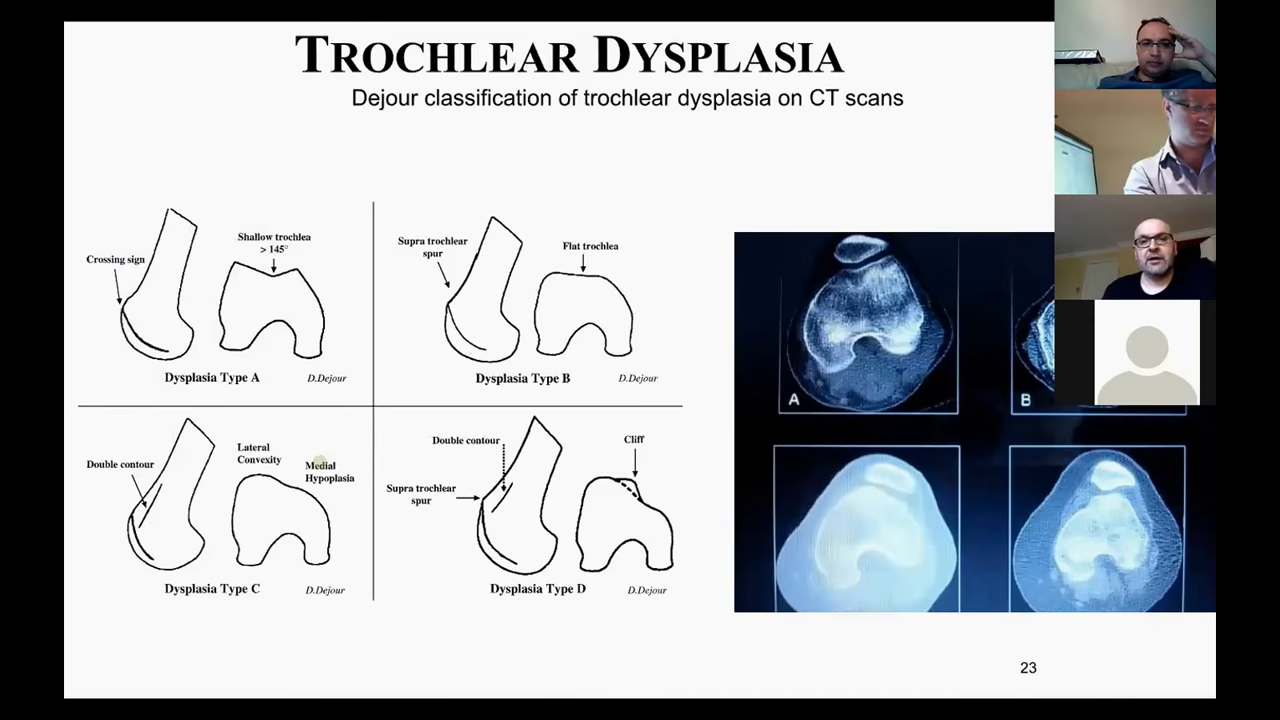 TROCHLEAR DYSPLASIA
Dejour classification of trochlear dysplasia on CT scans
Crossing sign
Shallow trochlea
> 145°
Dysplasia Type A
D.Dejour
Supra trochlear
spur
Flat trochlea
Dysplasia Type B
D.Dejour
Double contour
Lateral
Convexity
Medial
Hypoplasia
Dysplasia Type C
D.Dejour
Double contour
Cliff
Supra trochlear
spur
Dysplasia Type D
D.Dejour
A
B
23